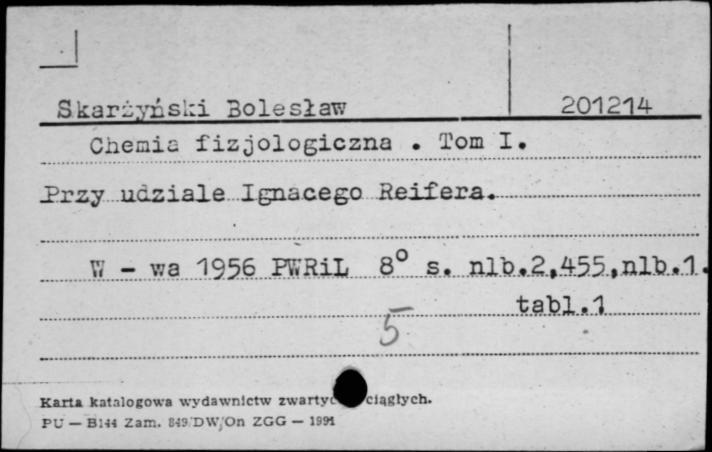 Skarżyński Bolesław 201214
Chemia fizjologiczna . Tom I.
Przy udziale Ignacego Reifera.
W - wa 1956 PWRiL 8° s. nlb.2,455,nlb.1.
tabl.1
5
Karta katalogowa wydawnictw zwartyc ciągłych.
PU — B144 Zam. 849/DW/On ZGG — 1991